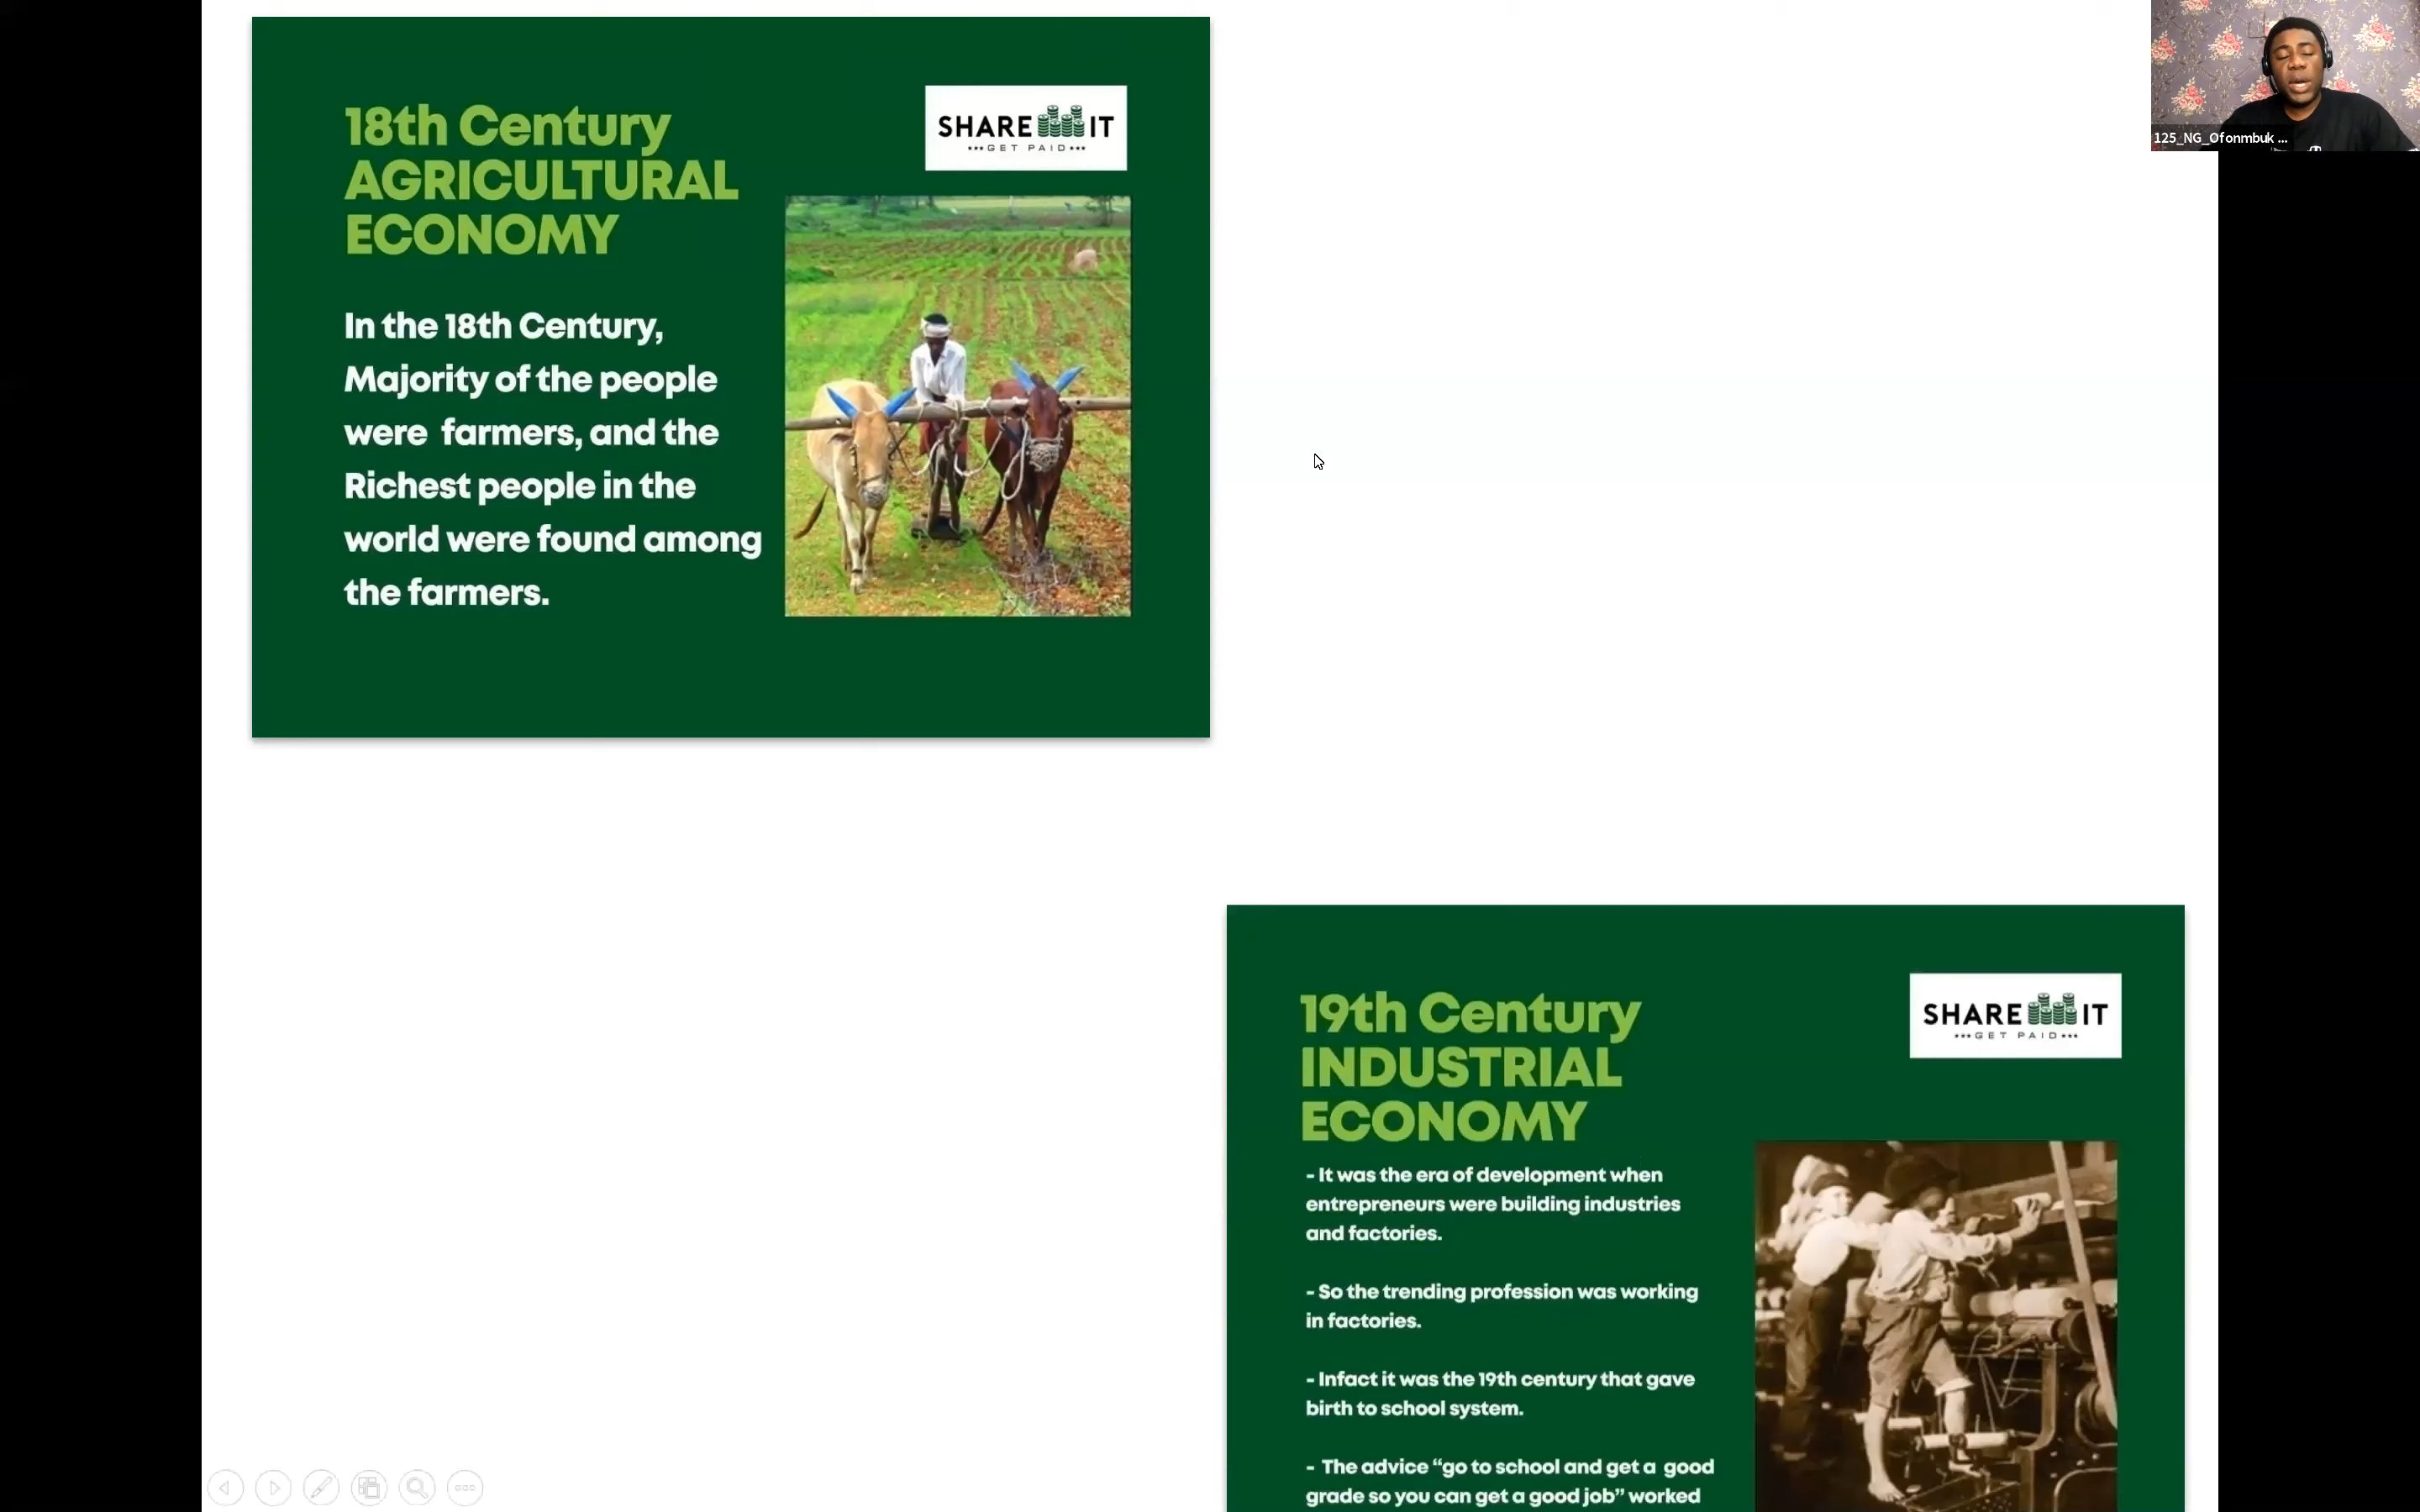 18th Century
AGRICULTURAL
ECONOMY
SHARE IT
GET PAID
In the 18th Century,
Majority of the people
were farmers, and the
Richest people in the
world were found among
the farmers.
125_NG_Ofonmbuk ...
19th Century
INDUSTRIAL
ECONOMY
SHARE IT
GET PAID
- It was the era of development when
entrepreneurs were building industries
and factories.
- So the trending profession was working
in factories.
- Infact it was the 19th century that gave
birth to school system.
- The advice “go to school and get a good
grade so you can get a good job” worked